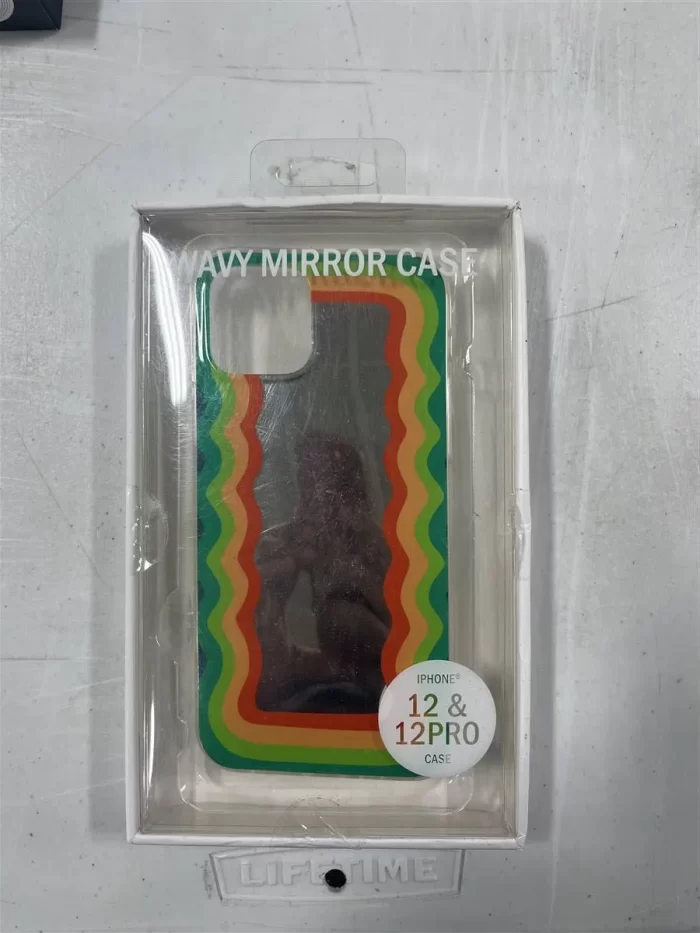 WAVY MIRROR CASE
IPHONE®
12 &
12PRO
CASE
LIFETIME